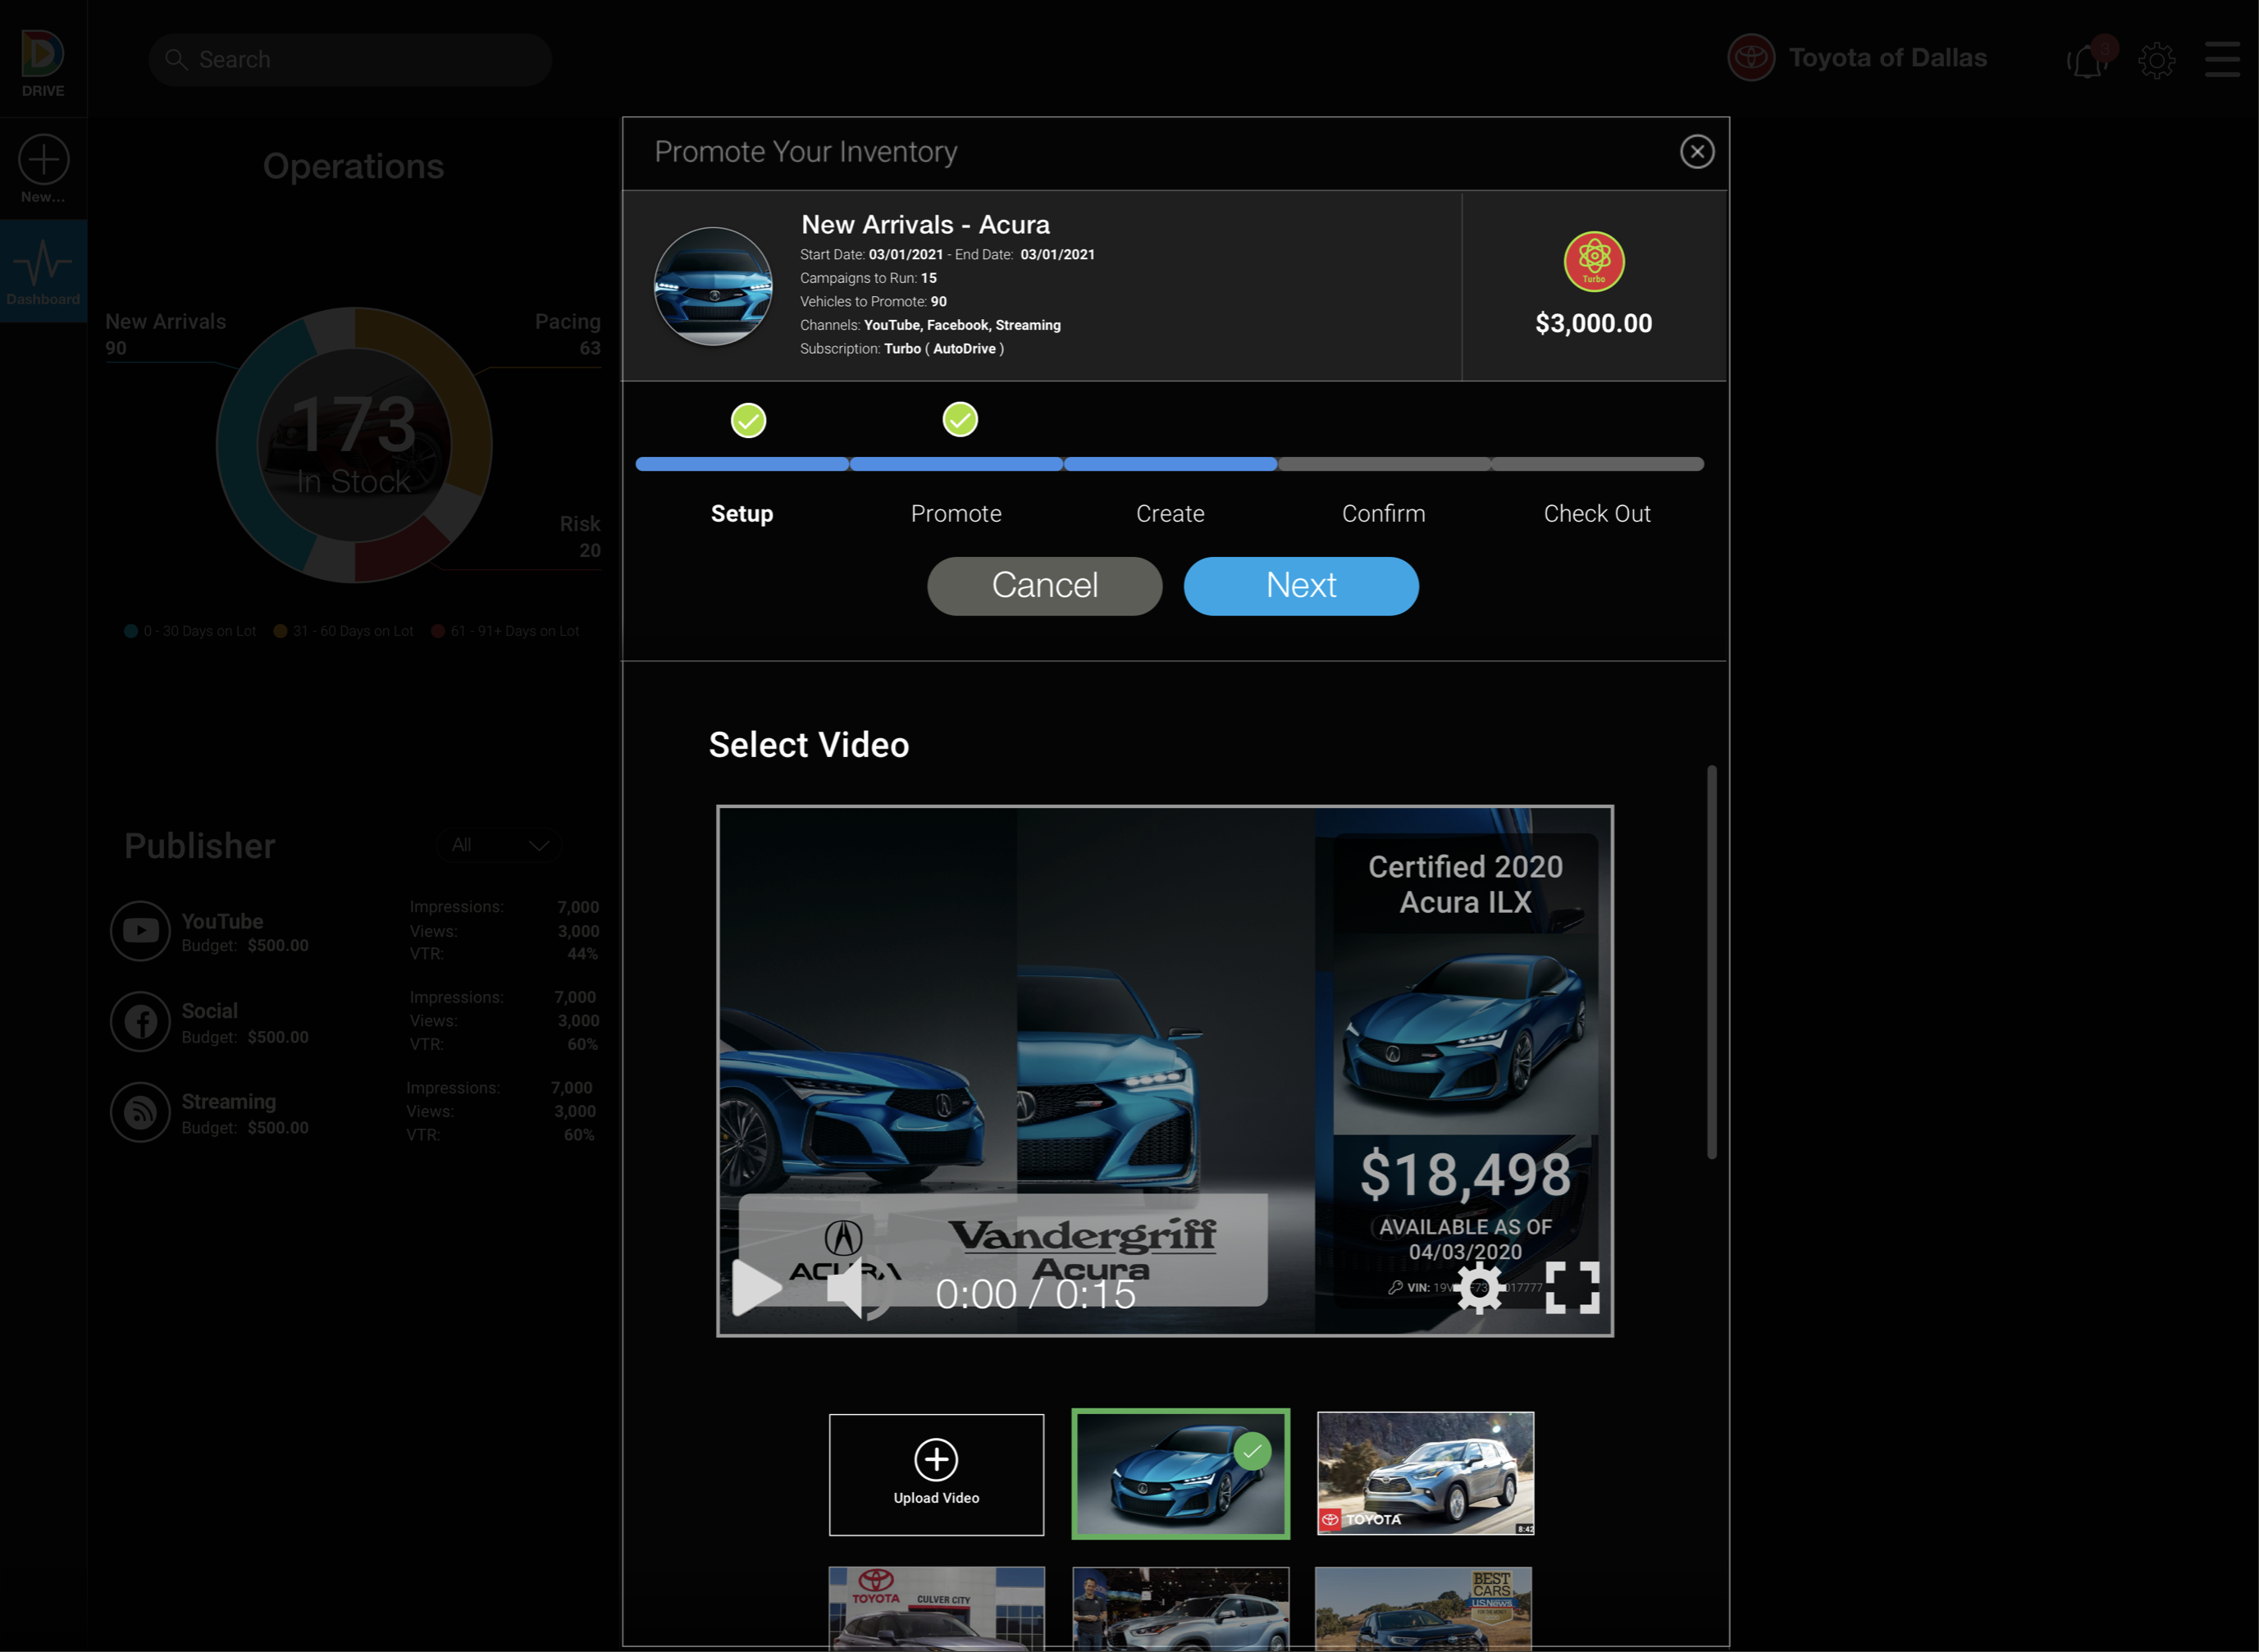 DRIVE
Search
Toyota of Dallas
3
New...
Dashboard
Operations
New Arrivals
90
Pacing
63
173
In Stock
Risk
20
0 - 30 Days on Lot
31 - 60 Days on Lot
61 - 91+ Days on Lot
Publisher
All
YouTube
Budget: $500.00
Impressions: 7,000
Views: 3,000
VTR: 44%
Social
Budget: $500.00
Impressions: 7,000
Views: 3,000
VTR: 60%
Streaming
Budget: $500.00
Impressions: 7,000
Views: 3,000
VTR: 60%
Promote Your Inventory
New Arrivals - Acura
Start Date: 03/01/2021 - End Date: 03/01/2021
Campaigns to Run: 15
Vehicles to Promote: 90
Channels: YouTube, Facebook, Streaming
Subscription: Turbo ( AutoDrive )
Turbo
$3,000.00
Setup
Promote
Create
Confirm
Check Out
Cancel
Next
Select Video
Certified 2020
Acura ILX
$18,498
AVAILABLE AS OF
04/03/2020
VIN:
ACURA
Vandergriff
Acura
0:00 / 0:15
Upload Video
TOYOTA
8:42
TOYOTA
CULVER CITY
BEST
CARS
U.S.News
FOR THE MONEY